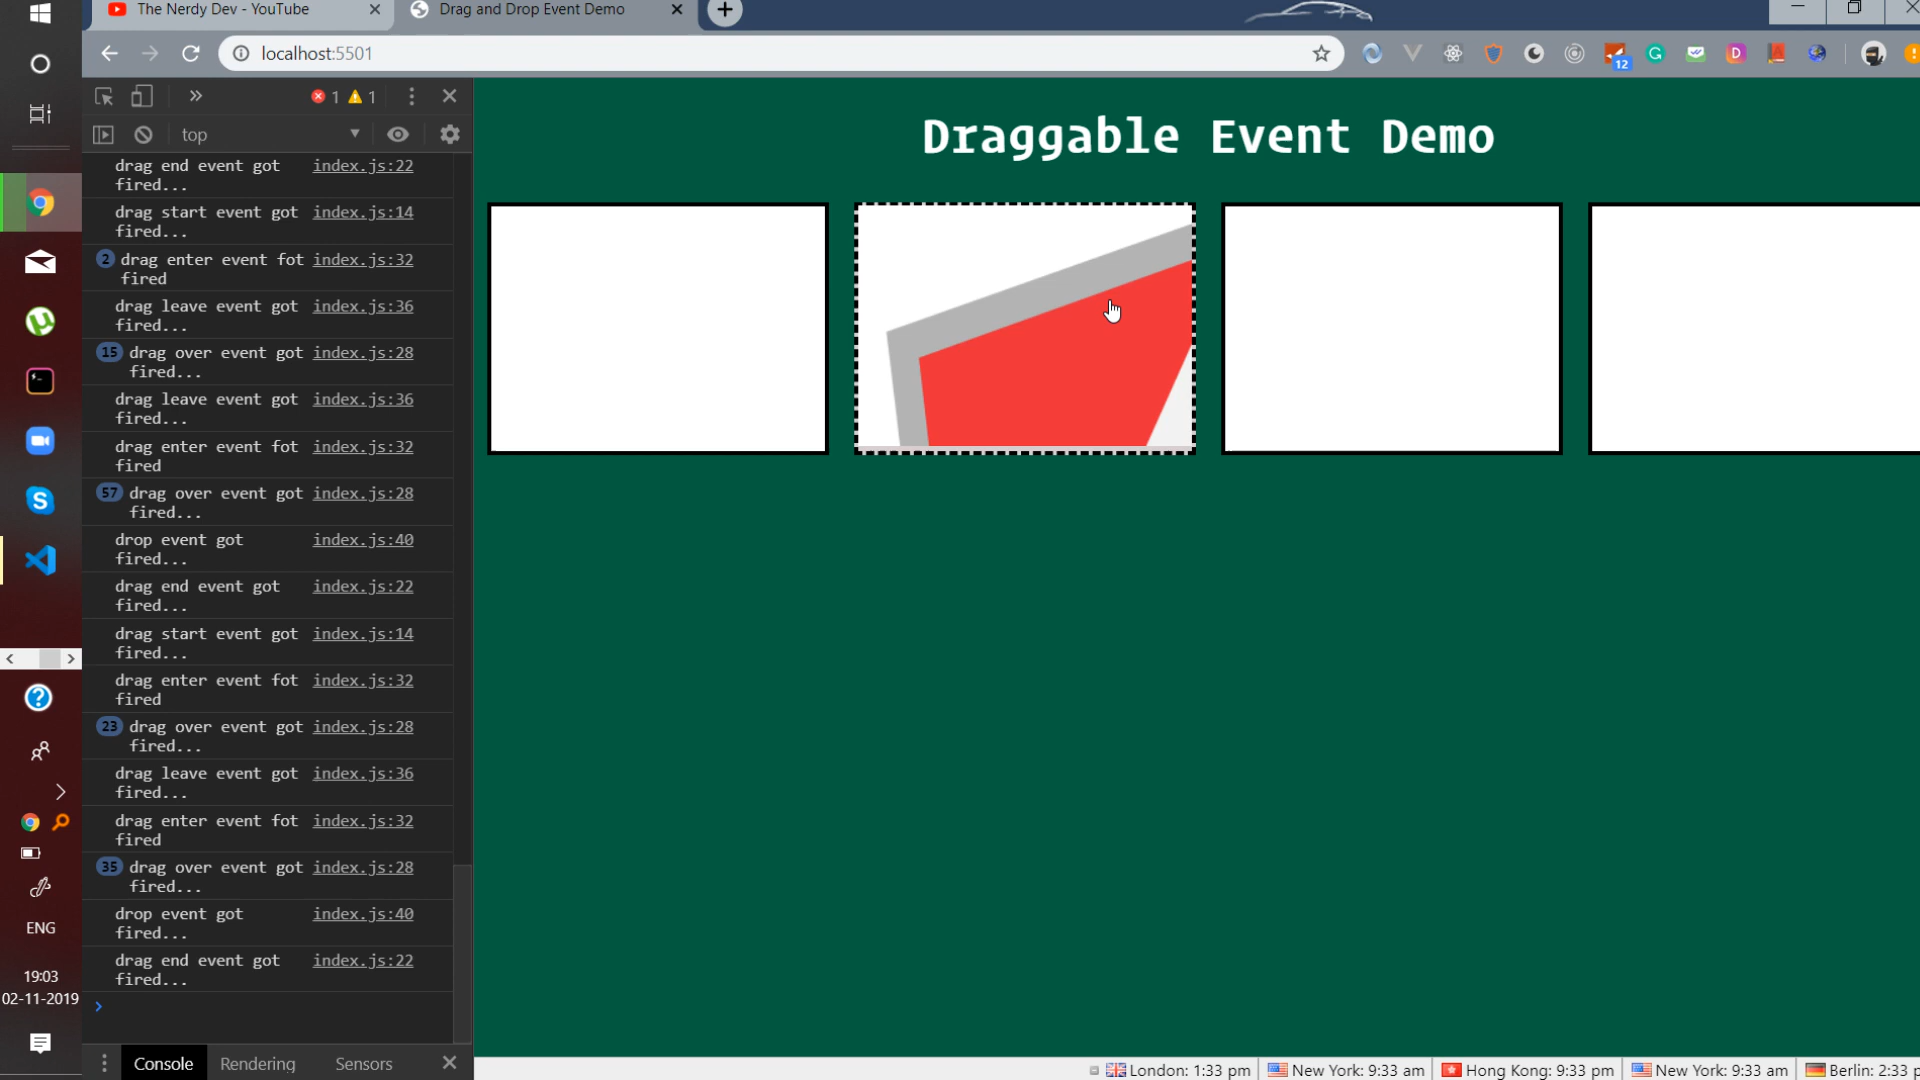 The Nerdy Dev - YouTube
Drag and Drop Event Demo
localhost:5501
12
1 1
top
drag end event got index.js:22
fired...
drag start event got index.js:14
fired...
2 drag enter event fot index.js:32
fired
drag leave event got index.js:36
fired...
15 drag over event got index.js:28
fired...
drag leave event got index.js:36
fired...
drag enter event fot index.js:32
fired
57 drag over event got index.js:28
fired...
drop event got index.js:40
fired...
drag end event got index.js:22
fired...
drag start event got index.js:14
fired...
drag enter event fot index.js:32
fired
23 drag over event got index.js:28
fired...
drag leave event got index.js:36
fired...
drag enter event fot index.js:32
fired
35 drag over event got index.js:28
fired...
drop event got index.js:40
fired...
drag end event got index.js:22
fired...
Console Rendering Sensors
Draggable Event Demo
ENG
19:03
02-11-2019
London: 1:33 pm New York: 9:33 am Hong Kong: 9:33 pm New York: 9:33 am Berlin: 2:33 p